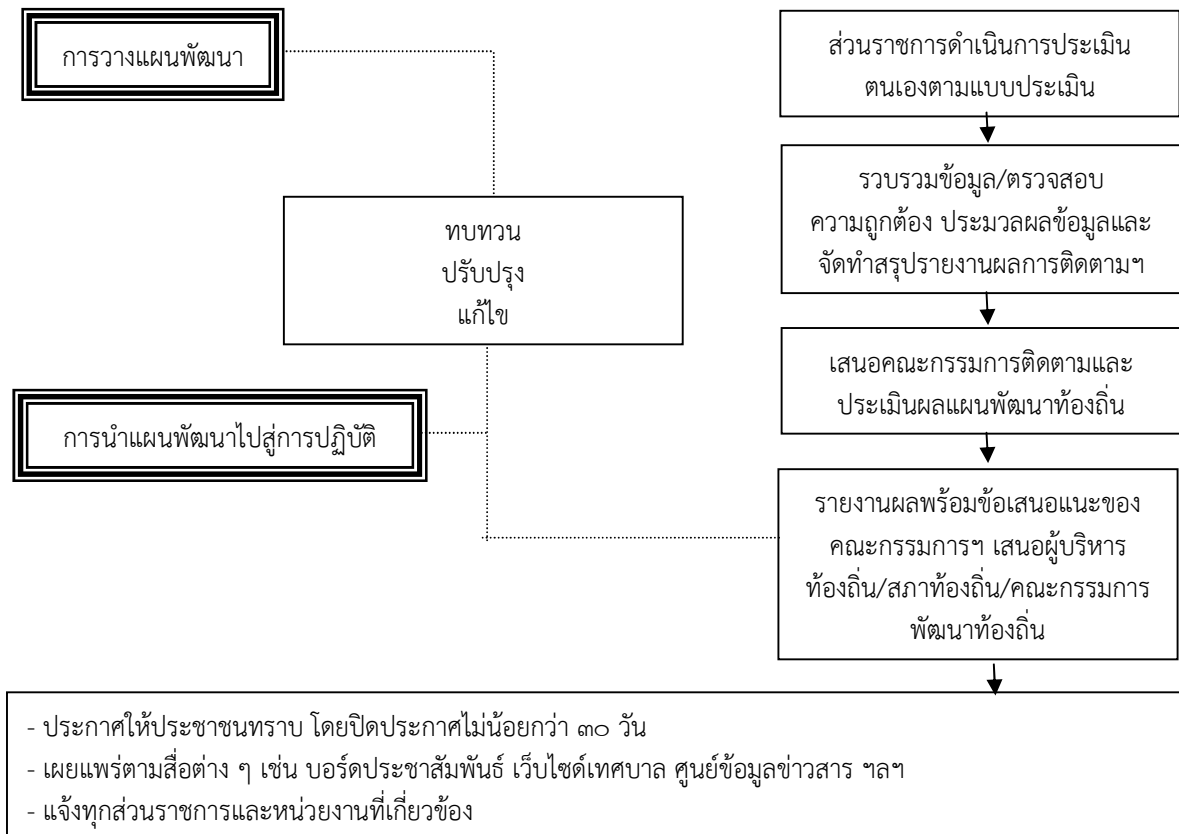 การวางแผนพัฒนา
ส่วนราชการดำเนินการประเมิน
ตนเองตามแบบประเมิน
รวบรวมข้อมูล/ตรวจสอบ
ความถูกต้อง ประมวลผลข้อมูลและ
จัดทำสรุปรายงานผลการติดตามฯ
ทบทวน
ปรับปรุง
แก้ไข
เสนอคณะกรรมการติดตามและ
ประเมินผลแผนพัฒนาท้องถิ่น
การนำแผนพัฒนาไปสู่การปฏิบัติ
รายงานผลพร้อมข้อเสนอแนะของ
คณะกรรมการฯ เสนอผู้บริหาร
ท้องถิ่น/สภาท้องถิ่น/คณะกรรมการ
พัฒนาท้องถิ่น
- ประกาศให้ประชาชนทราบ โดยปิดประกาศไม่น้อยกว่า ๓๐ วัน
- เผยแพร่ตามสื่อต่าง ๆ เช่น บอร์ดประชาสัมพันธ์ เว็บไซด์เทศบาล ศูนย์ข้อมูลข่าวสาร ฯลฯ
- แจ้งทุกส่วนราชการและหน่วยงานที่เกี่ยวข้อง